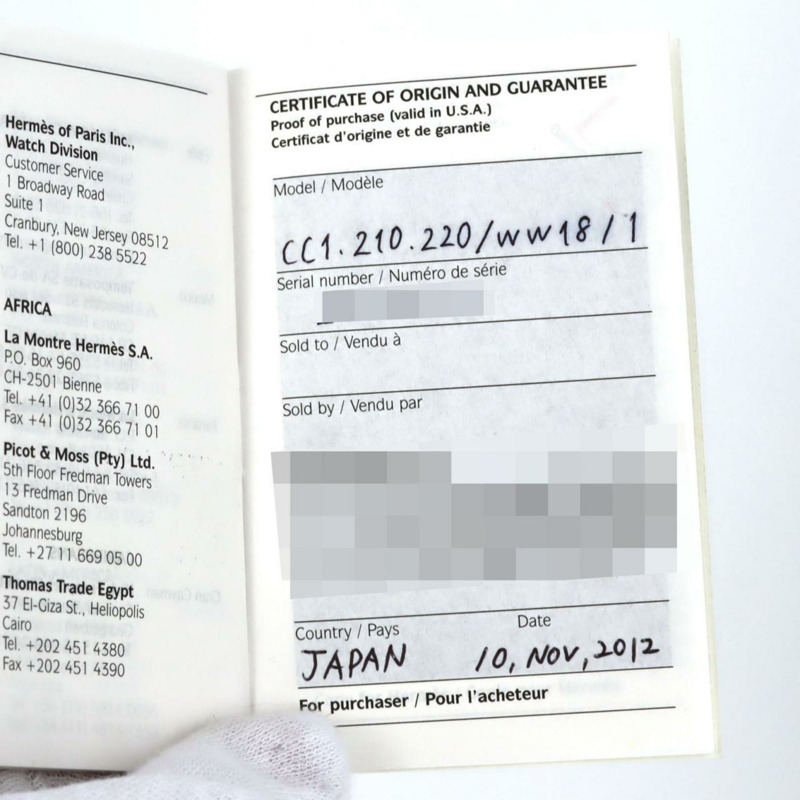 Hermès of Paris Inc.,
Watch Division
Customer Service
1 Broadway Road
Suite 1
Cranbury, New Jersey 08512
Tel. +1 (800) 238 5522
AFRICA
La Montre Hermès S.A.
P.O. Box 960
CH-2501 Bienne
Tel. +41 (0)32 366 71 00
Fax +41 (0)32 366 71 01
Picot & Moss (Pty) Ltd.
5th Floor Fredman Towers
13 Fredman Drive
Sandton 2196
Johannesburg
Tel. +27 11 669 05 00
Thomas Trade Egypt
37 El-Giza St., Heliopolis
Cairo
Tel. +202 451 4380
Fax +202 451 4390
CERTIFICATE OF ORIGIN AND GUARANTEE
Proof of purchase (valid in U.S.A.)
Certificat d'origine et de garantie
Model / Modèle
CC1.210.220/WW18/1
Serial number / Numéro de série
Sold to / Vendu à
Sold by / Vendu par
Country / Pays Date
JAPAN 10, NOV, 2012
For purchaser / Pour l'acheteur